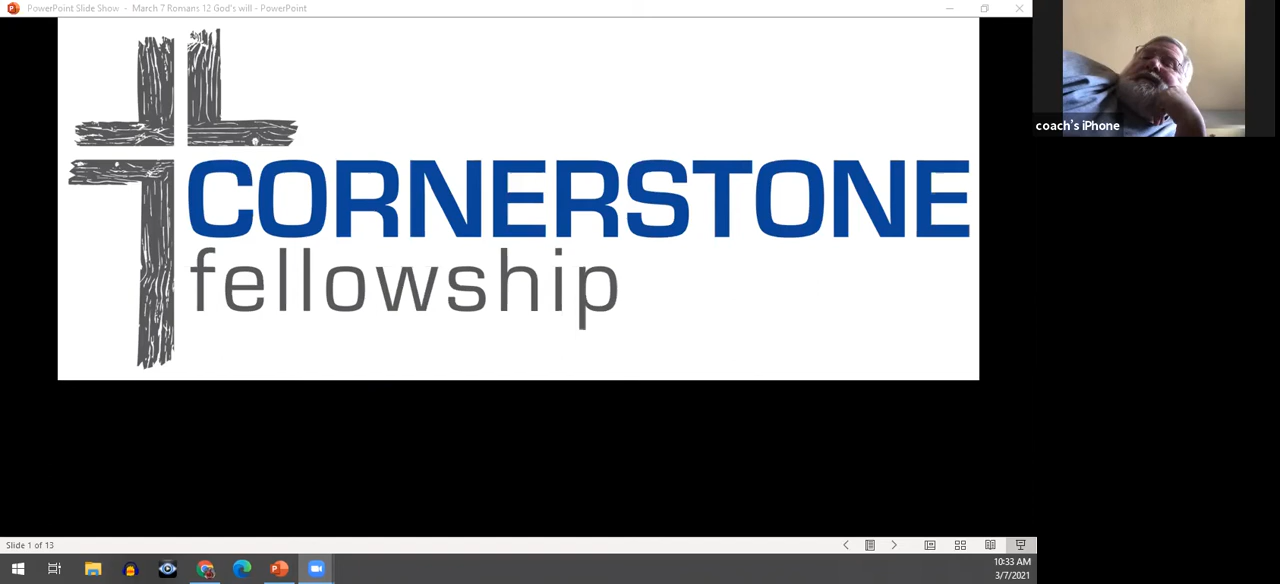 PowerPoint Slide Show - March 7 Romans 12 God's will - PowerPoint
CORNERSTONE
fellowship
coach's iPhone
Slide 1 of 13
10:33 AM
3/7/2021